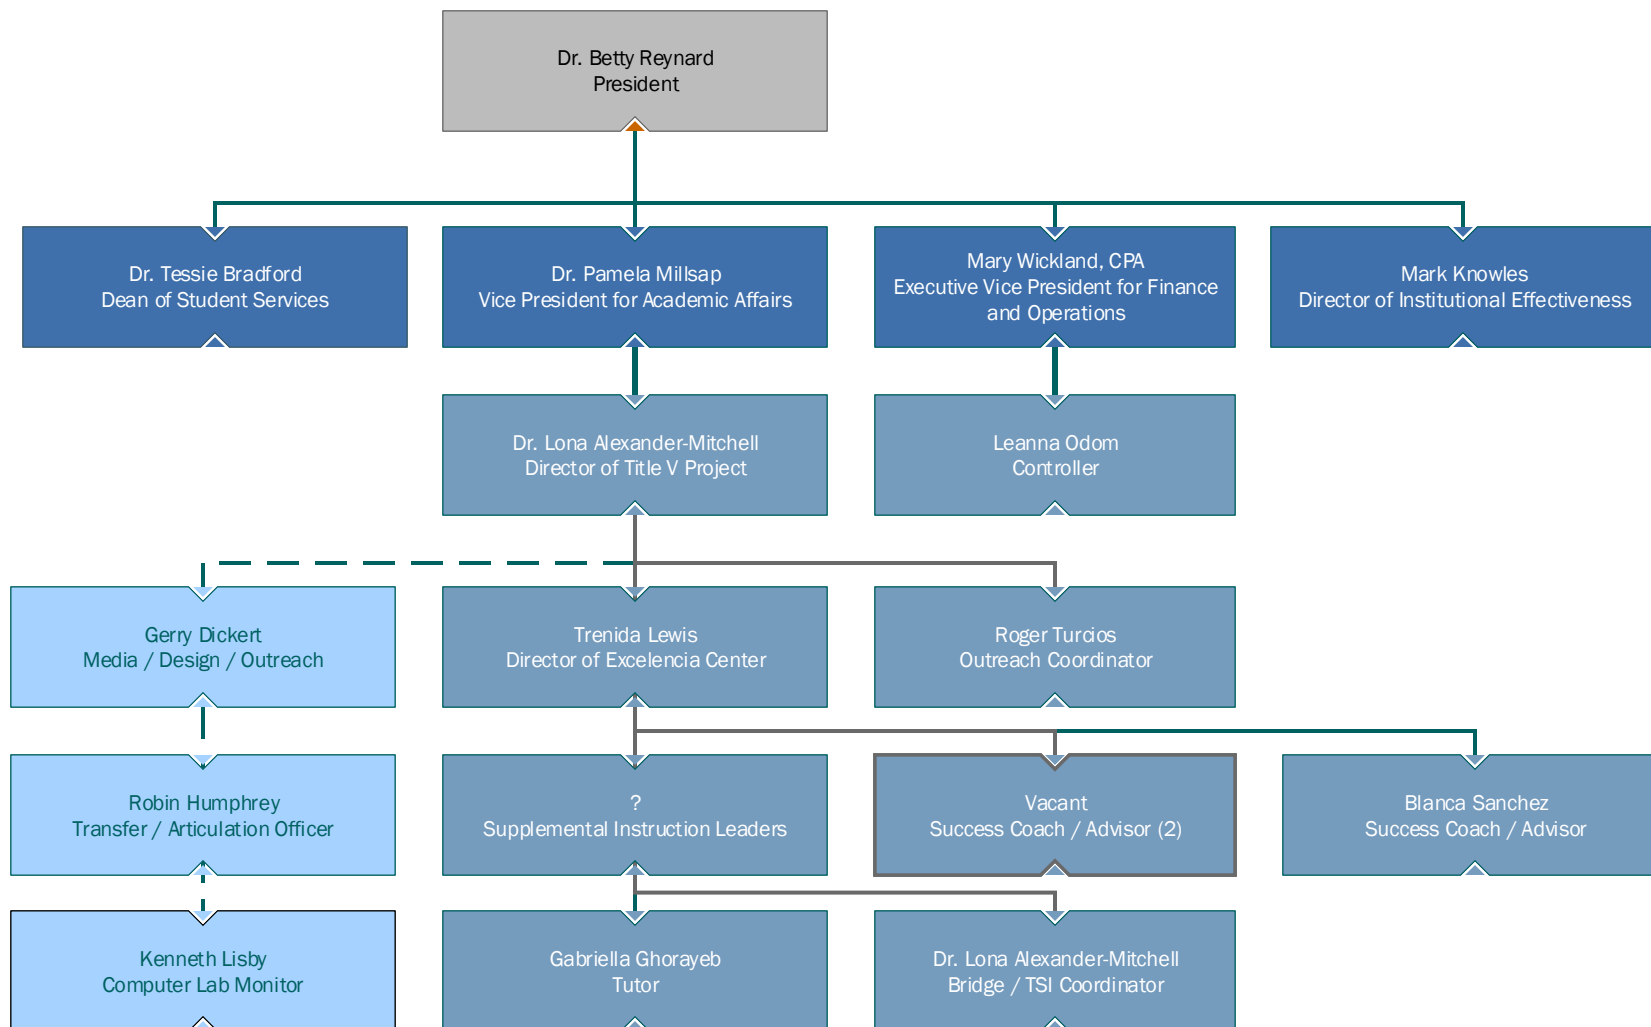 Dr. Betty Reynard
President
Dr. Tessie Bradford
Dean of Student Services
Dr. Pamela Millsap
Vice President for Academic Affairs
Mary Wickland, CPA
Executive Vice President for Finance
and Operations
Mark Knowles
Director of Institutional Effectiveness
Dr. Lona Alexander-Mitchell
Director of Title V Project
Leanna Odom
Controller
Gerry Dickert
Media / Design / Outreach
Trenida Lewis
Director of Excelencia Center
Roger Turcios
Outreach Coordinator
Robin Humphrey
Transfer / Articulation Officer
?
Supplemental Instruction Leaders
Vacant
Success Coach / Advisor (2)
Blanca Sanchez
Success Coach / Advisor
Kenneth Lisby
Computer Lab Monitor
Gabriella Ghorayeb
Tutor
Dr. Lona Alexander-Mitchell
Bridge / TSI Coordinator